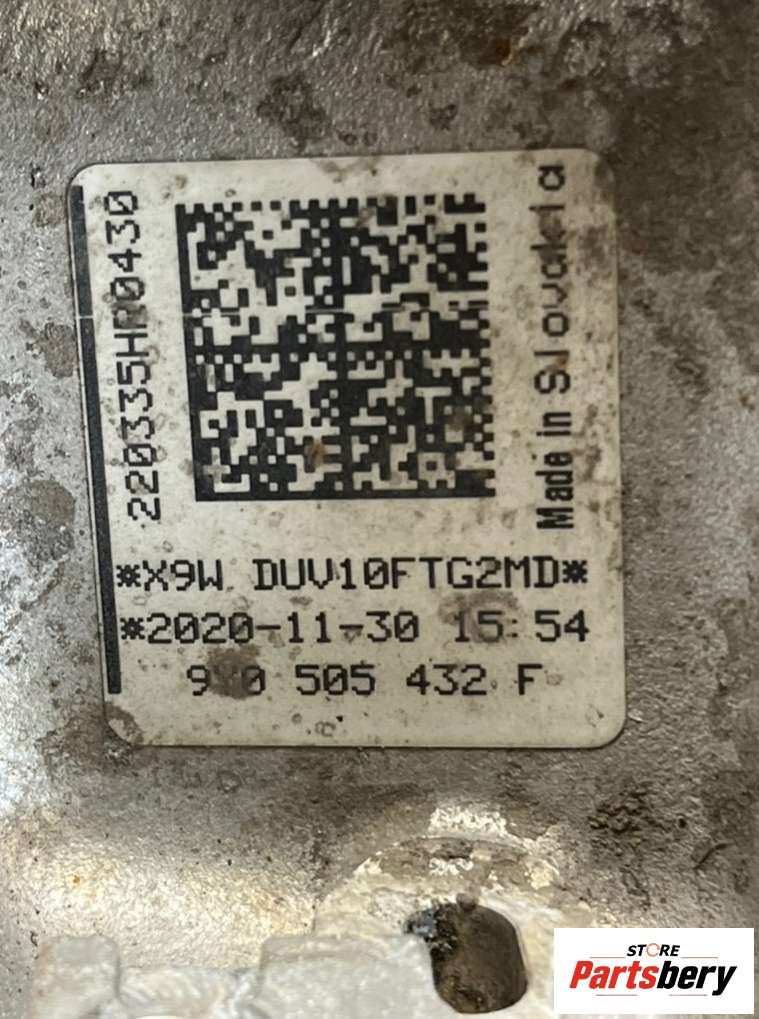 220335HR0430
Made in Slovakia
*X9W DUV10FTG2MD*
*2020-11-30 15:54
505 432 F
STORE
Partsbery